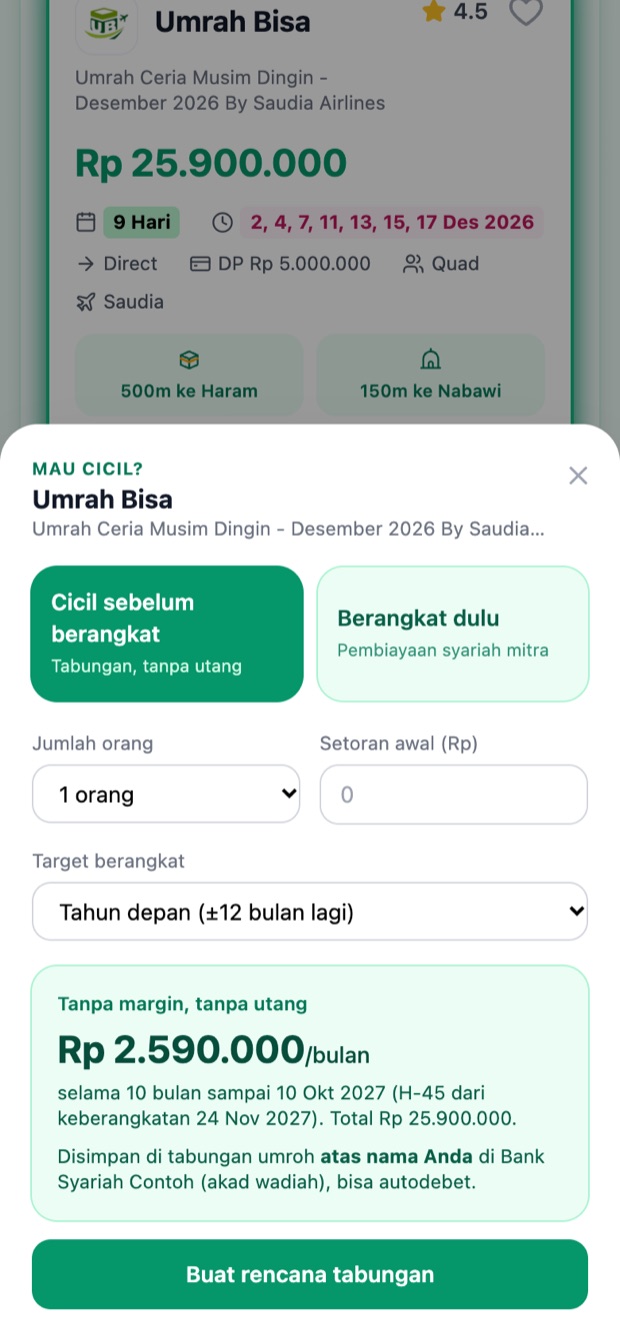 UB
Umrah Bisa
4.5
Umrah Ceria Musim Dingin -
Desember 2026 By Saudia Airlines
Rp 25.900.000
9 Hari
2, 4, 7, 11, 13, 15, 17 Des 2026
Direct
DP Rp 5.000.000
Quad
Saudia
500m ke Haram
150m ke Nabawi
MAU CICIL?
Umrah Bisa
Umrah Ceria Musim Dingin - Desember 2026 By Saudia...
Cicil sebelum
berangkat
Tabungan, tanpa utang
Berangkat dulu
Pembiayaan syariah mitra
Jumlah orang
Setoran awal (Rp)
1 orang
0
Target berangkat
Tahun depan (±12 bulan lagi)
Tanpa margin, tanpa utang
Rp 2.590.000/bulan
selama 10 bulan sampai 10 Okt 2027 (H-45 dari
keberangkatan 24 Nov 2027). Total Rp 25.900.000.
Disimpan di tabungan umroh atas nama Anda di Bank
Syariah Contoh (akad wadiah), bisa autodebet.
Buat rencana tabungan